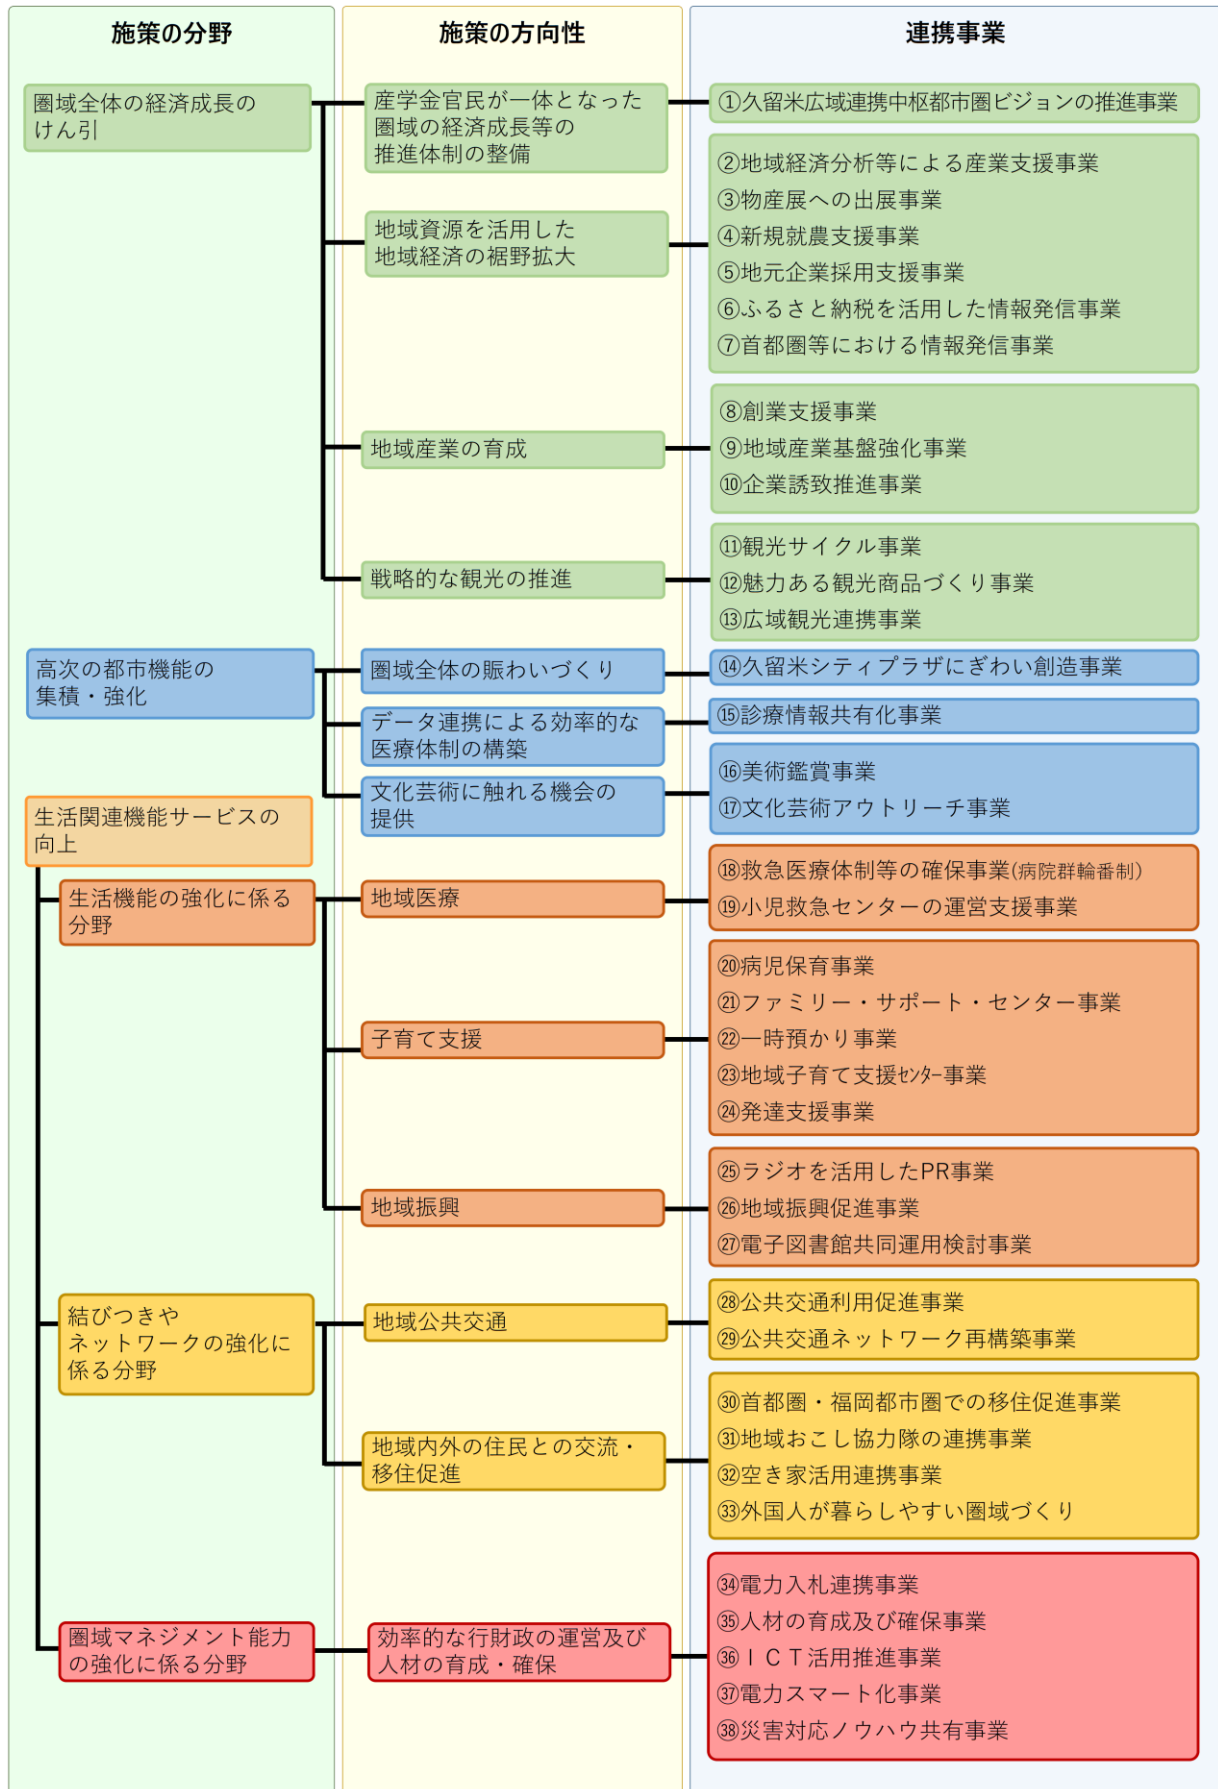 施策の分野
施策の方向性
連携事業
圏域全体の経済成長の
けん引
産学金官民が一体となった
圏域の経済成長等の
推進体制の整備
①久留米広域連携中枢都市圏ビジョンの推進事業
地域資源を活用した
地域経済の裾野拡大
②地域経済分析等による産業支援事業
③物産展への出展事業
④新規就農支援事業
⑤地元企業採用支援事業
⑥ふるさと納税を活用した情報発信事業
⑦首都圏等における情報発信事業
地域産業の育成
⑧創業支援事業
⑨地域産業基盤強化事業
⑩企業誘致推進事業
戦略的な観光の推進
⑪観光サイクル事業
⑫魅力ある観光商品づくり事業
⑬広域観光連携事業
高次の都市機能の
集積・強化
圏域全体の賑わいづくり
⑭久留米シティプラザにぎわい創造事業
データ連携による効率的な
医療体制の構築
⑮診療情報共有化事業
文化芸術に触れる機会の
提供
⑯美術鑑賞事業
⑰文化芸術アウトリーチ事業
生活関連機能サービスの
向上
生活機能の強化に係る
分野
地域医療
⑱救急医療体制等の確保事業(病院群輪番制)
⑲小児救急センターの運営支援事業
子育て支援
⑳病児保育事業
㉑ファミリー・サポート・センター事業
㉒一時預かり事業
㉓地域子育て支援ｾﾝﾀｰ事業
㉔発達支援事業
地域振興
㉕ラジオを活用したPR事業
㉖地域振興促進事業
㉗電子図書館共同運用検討事業
結びつきや
ネットワークの強化に
係る分野
地域公共交通
㉘公共交通利用促進事業
㉙公共交通ネットワーク再構築事業
地域内外の住民との交流・
移住促進
㉚首都圏・福岡都市圏での移住促進事業
㉛地域おこし協力隊の連携事業
㉜空き家活用連携事業
㉝外国人が暮らしやすい圏域づくり
圏域マネジメント能力
の強化に係る分野
効率的な行財政の運営及び
人材の育成・確保
㉞電力入札連携事業
㉟人材の育成及び確保事業
㊱ＩＣＴ活用推進事業
㊲電力スマート化事業
㊳災害対応ノウハウ共有事業